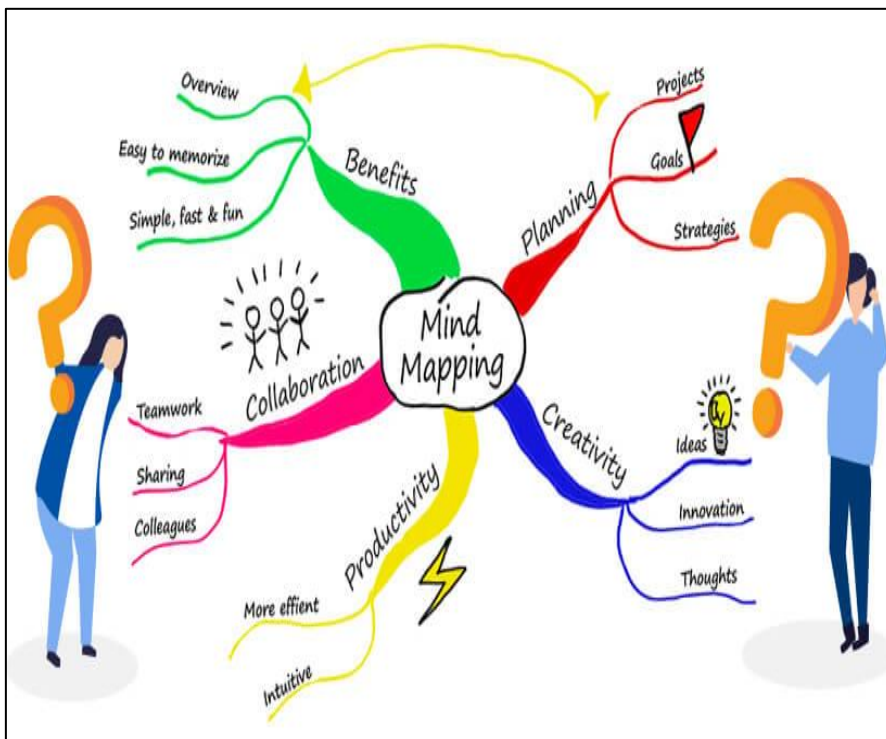 Mind
Mapping
Benefits
Overview
Easy to memorize
Simple, fast & fun
Planning
Projects
Goals
Strategies
Collaboration
Teamwork
Sharing
Colleagues
Productivity
More effient
Intuitive
Creativity
Ideas
Innovation
Thoughts